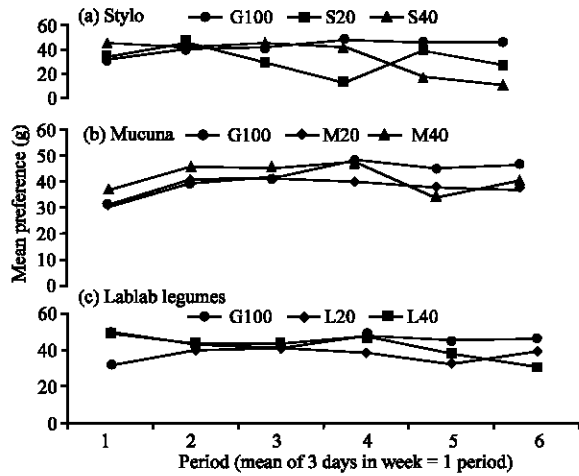 (a) Stylo G100 S20 S40
60
40
20
0
(b) Mucuna G100 M20 M40
60
50
40
30
20
10
0
Mean preference (g)
(c) Lablab legumes
G100 L20 L40
60
40
20
0
1 2 3 4 5 6
Period (mean of 3 days in week = 1 period)